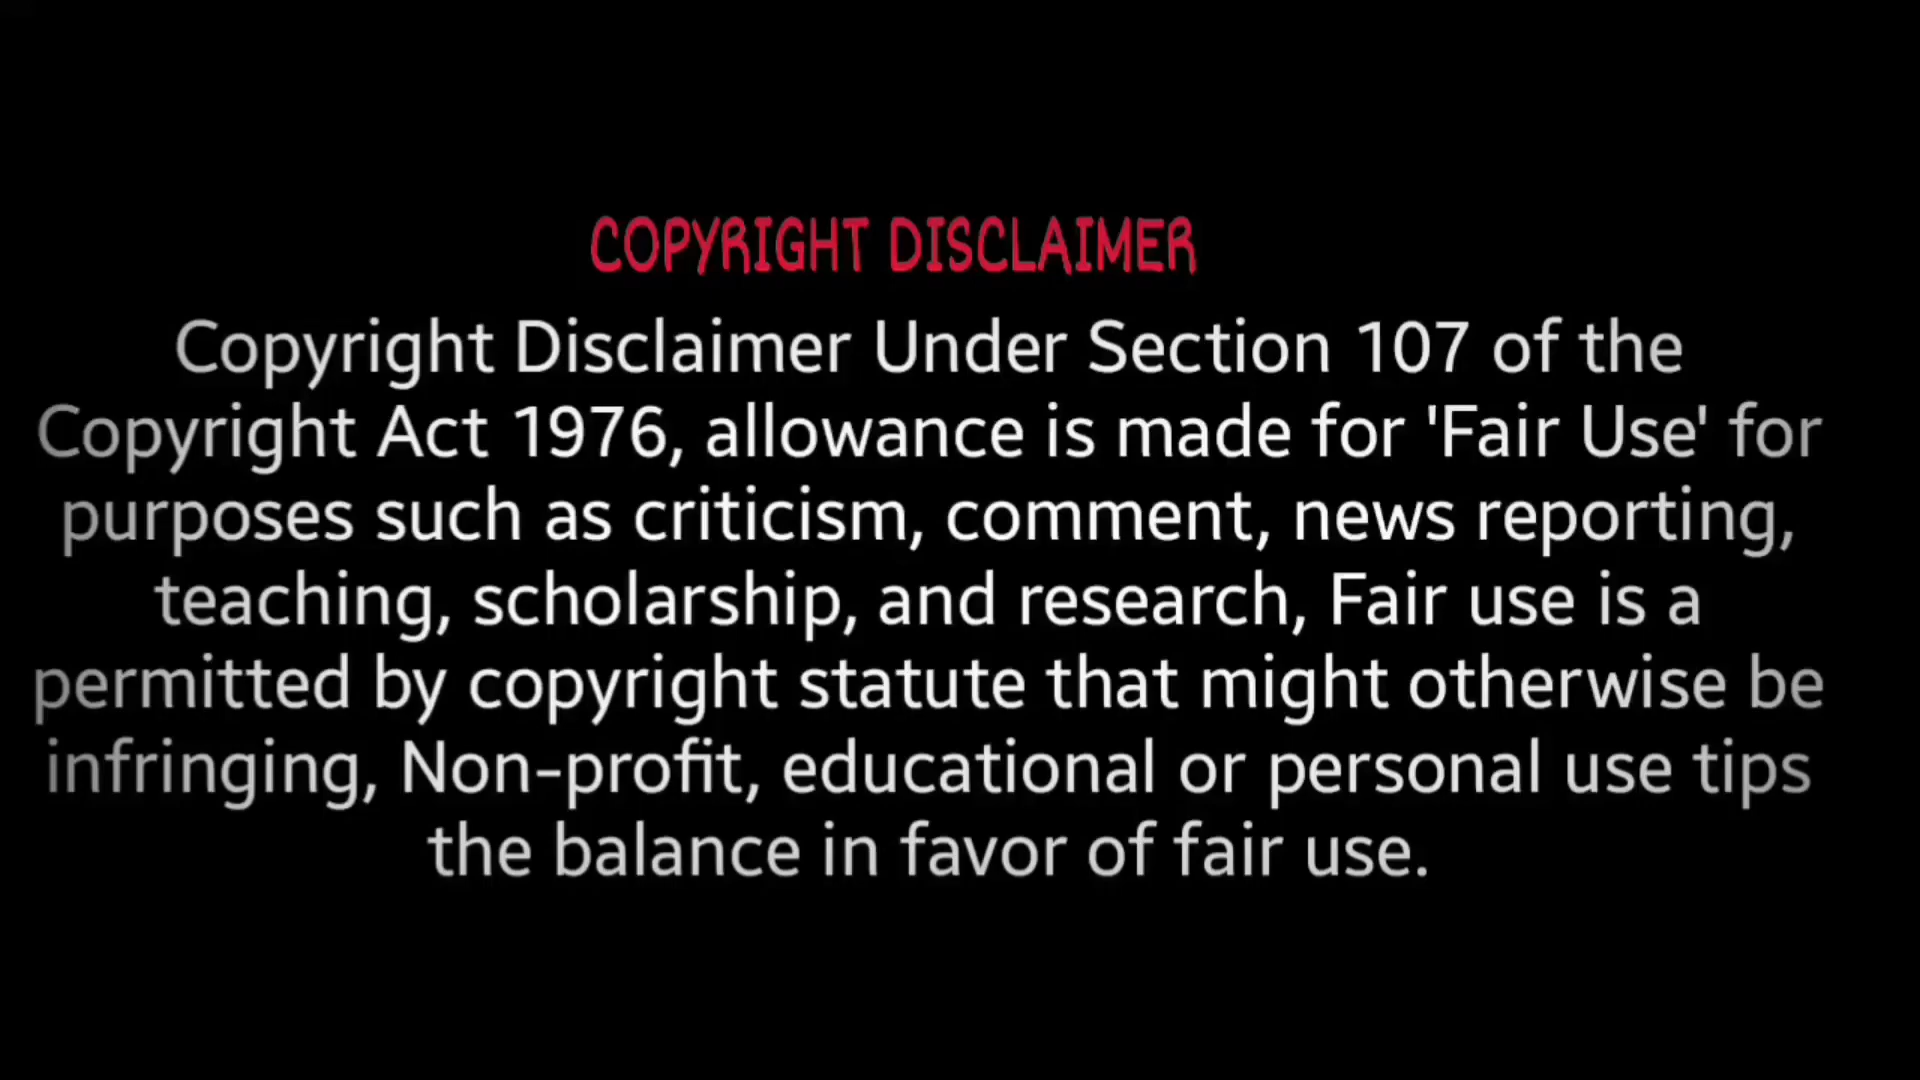 COPYRIGHT DISCLAIMER
Copyright Disclaimer Under Section 107 of the
Copyright Act 1976, allowance is made for 'Fair Use' for
purposes such as criticism, comment, news reporting,
teaching, scholarship, and research, Fair use is a
permitted by copyright statute that might otherwise be
infringing, Non-profit, educational or personal use tips
the balance in favor of fair use.